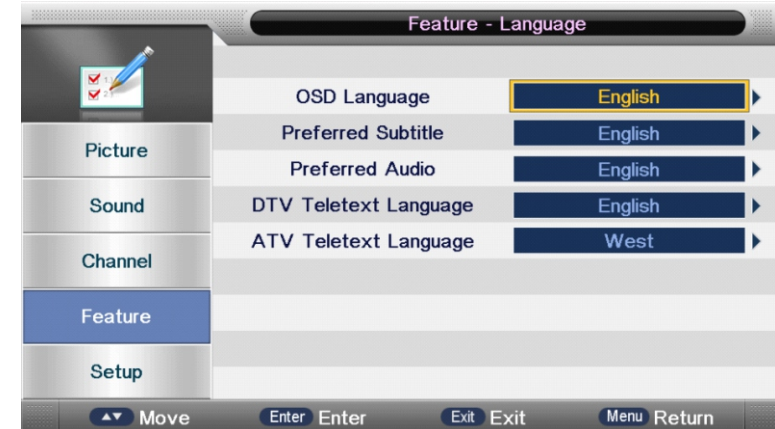 Feature - Language
OSD Language English
Preferred Subtitle English
Preferred Audio English
DTV Teletext Language English
ATV Teletext Language West
Picture
Sound
Channel
Feature
Setup
Move Enter Enter Exit Exit Menu Return